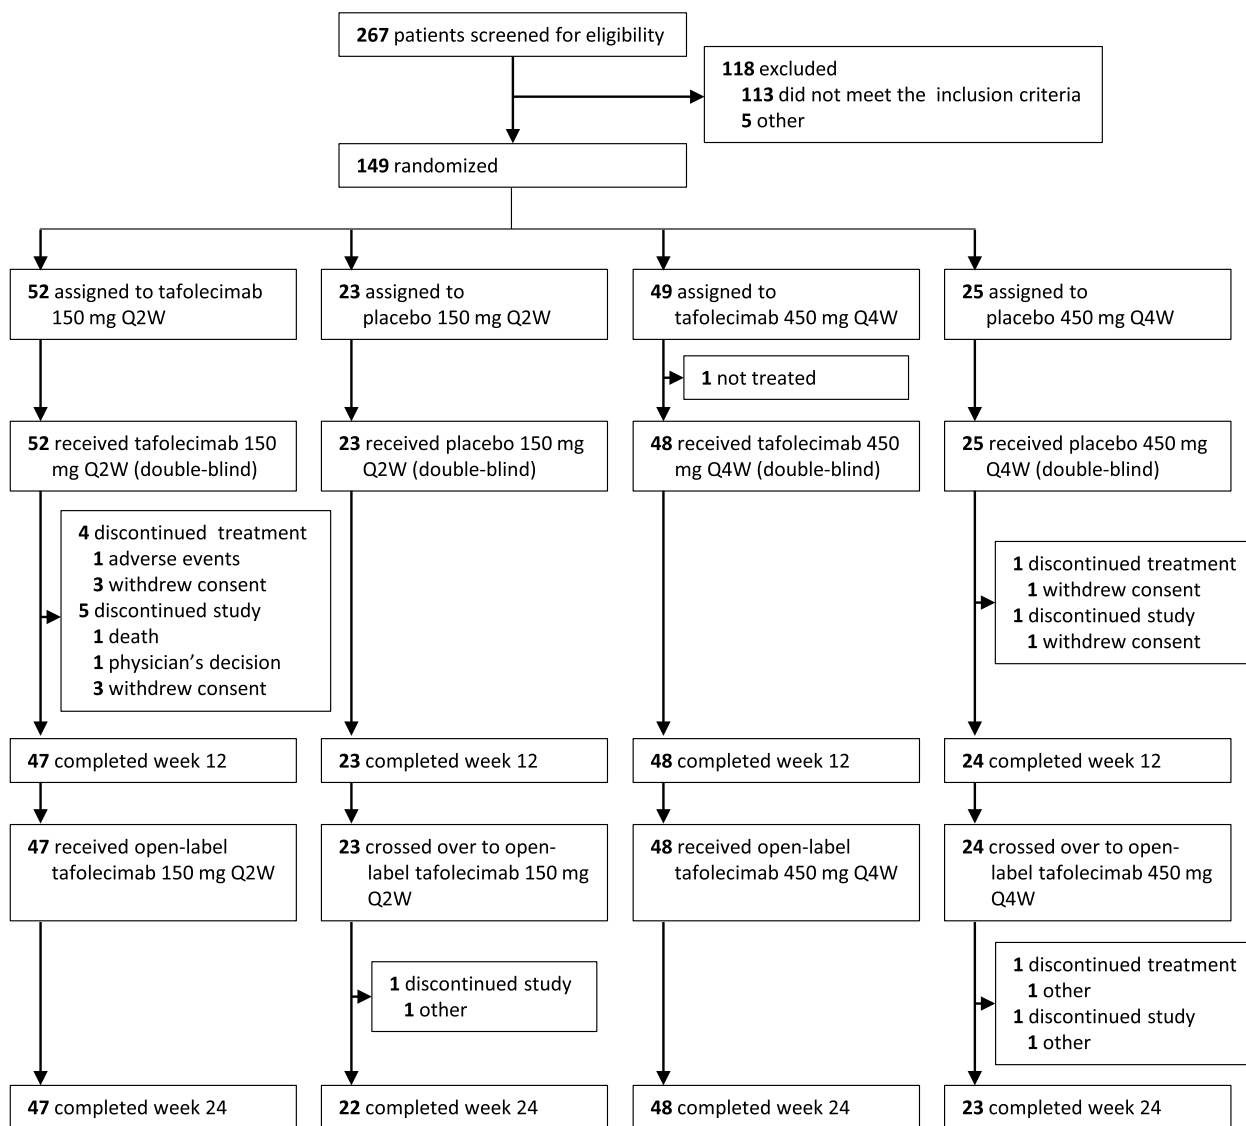 267 patients screened for eligibility
118 excluded
113 did not meet the inclusion criteria
5 other
149 randomized
52 assigned to tafolecimab
150 mg Q2W
23 assigned to
placebo 150 mg Q2W
49 assigned to
tafolecimab 450 mg Q4W
25 assigned to
placebo 450 mg Q4W
1 not treated
52 received tafolecimab 150
mg Q2W (double-blind)
23 received placebo 150 mg
Q2W (double-blind)
48 received tafolecimab 450
mg Q4W (double-blind)
25 received placebo 450 mg
Q4W (double-blind)
4 discontinued treatment
1 adverse events
3 withdrew consent
5 discontinued study
1 death
1 physician's decision
3 withdrew consent
1 discontinued treatment
1 withdrew consent
1 discontinued study
1 withdrew consent
47 completed week 12
23 completed week 12
48 completed week 12
24 completed week 12
47 received open-label
tafolecimab 150 mg Q2W
23 crossed over to open-
label tafolecimab 150 mg
Q2W
48 received open-label
tafolecimab 450 mg Q4W
24 crossed over to open-
label tafolecimab 450 mg
Q4W
1 discontinued study
1 other
1 discontinued treatment
1 other
1 discontinued study
1 other
47 completed week 24
22 completed week 24
48 completed week 24
23 completed week 24